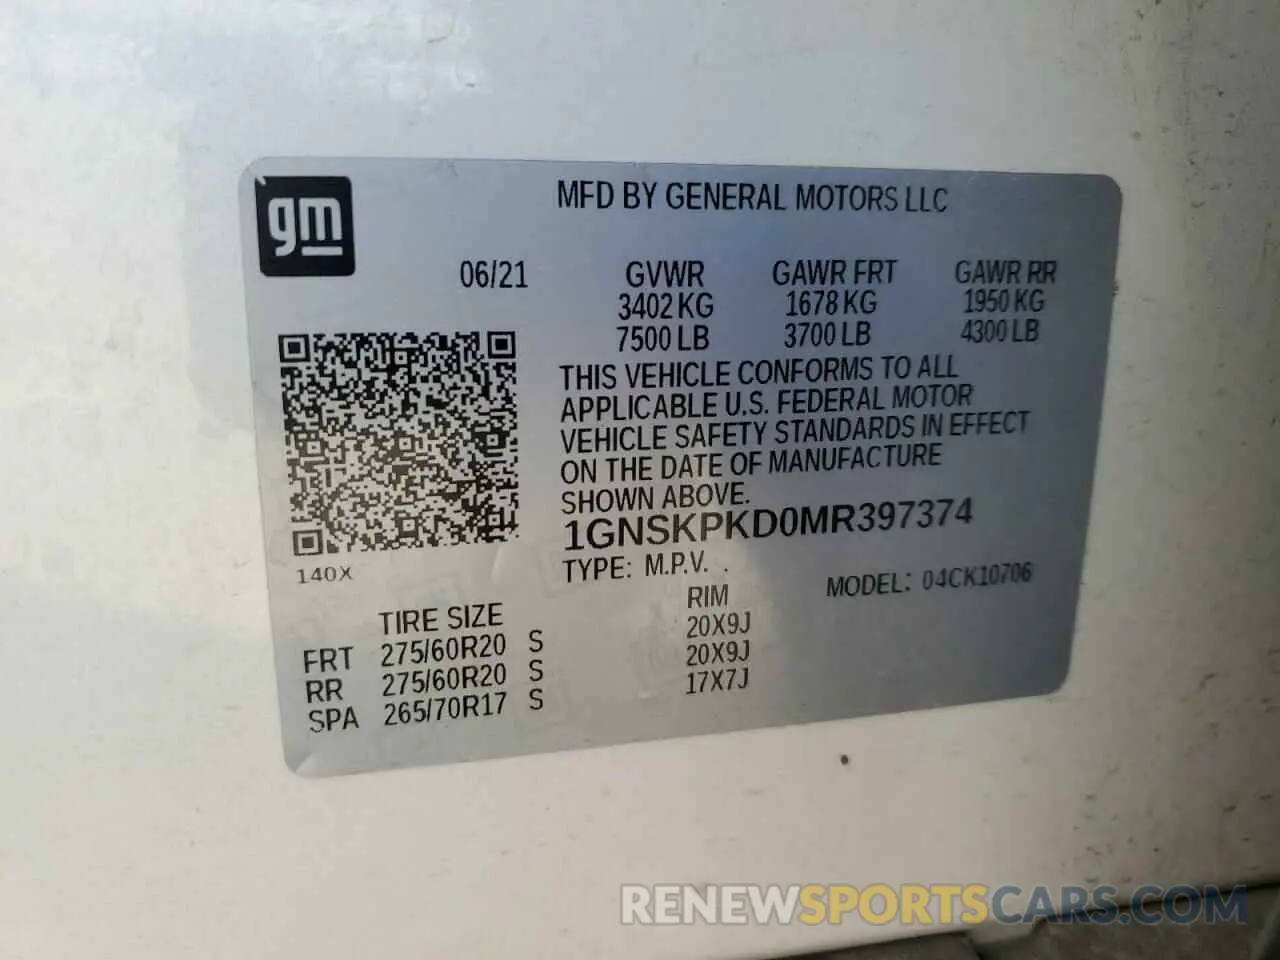 gm
MFD BY GENERAL MOTORS LLC
06/21 GVWR GAWR FRT GAWR RR
3402 KG 1678 KG 1950 KG
7500 LB 3700 LB 4300 LB
THIS VEHICLE CONFORMS TO ALL
APPLICABLE U.S. FEDERAL MOTOR
VEHICLE SAFETY STANDARDS IN EFFECT
ON THE DATE OF MANUFACTURE
SHOWN ABOVE.
1GNSKPKD0MR397374
140X
TYPE: M.P.V. .
MODEL: 04CK10706
TIRE SIZE RIM
FRT 275/60R20 S 20X9J
RR 275/60R20 S 20X9J
SPA 265/70R17 S 17X7J
RENEWSPORTSCARS.COM